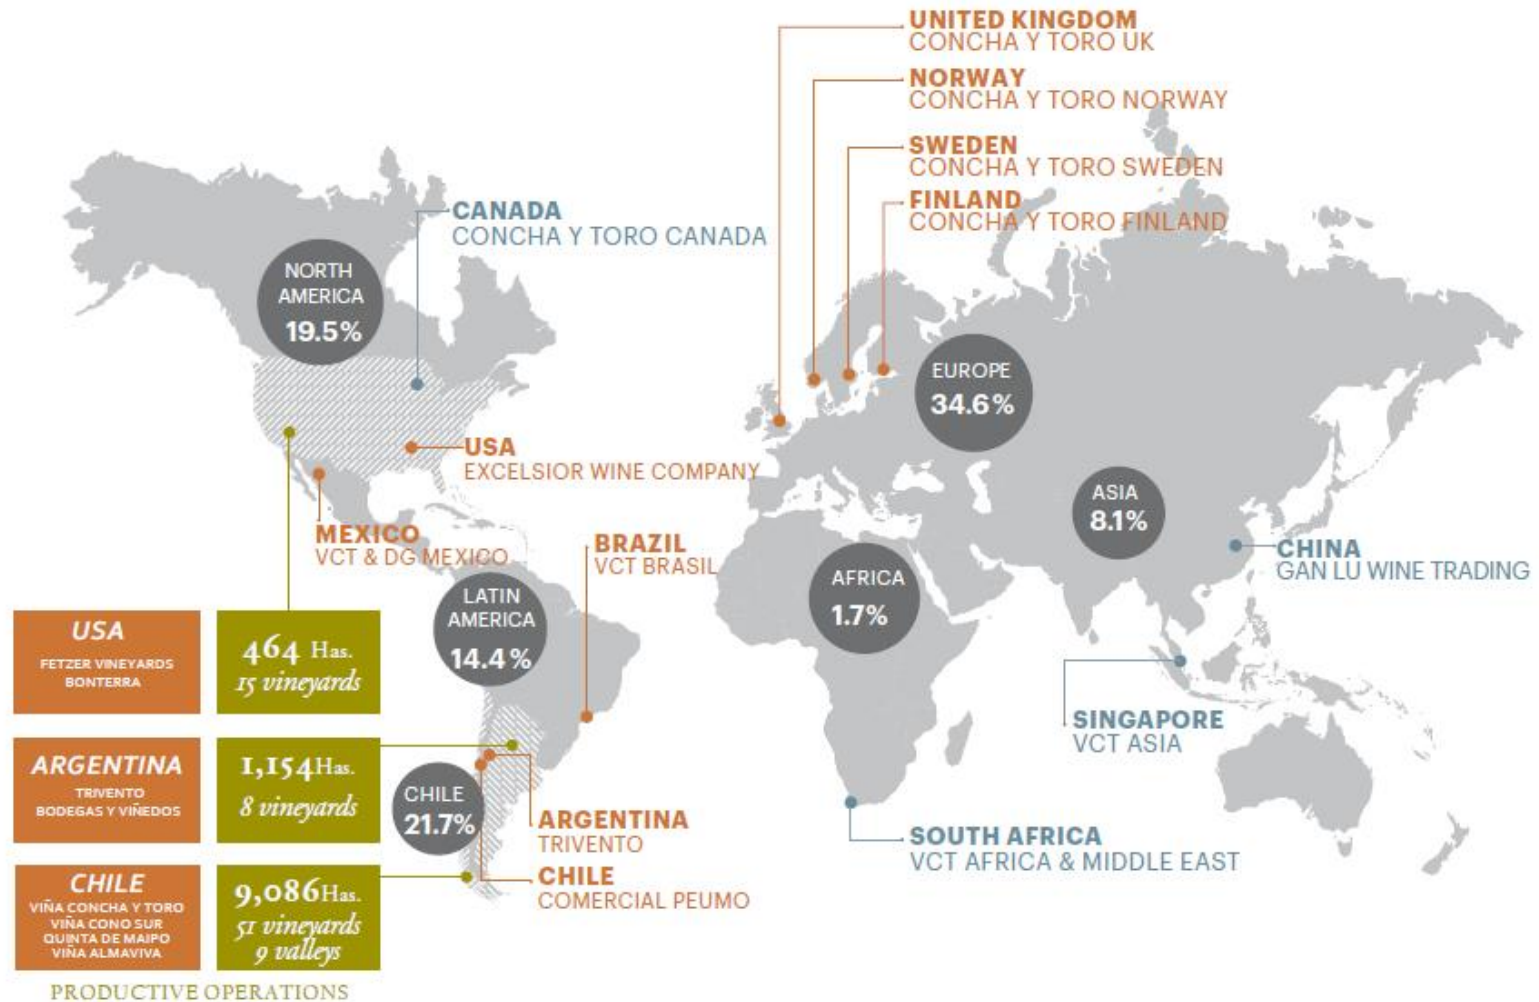 UNITED KINGDOM
CONCHA Y TORO UK
NORWAY
CONCHA Y TORO NORWAY
SWEDEN
CONCHA Y TORO SWEDEN
FINLAND
CONCHA Y TORO FINLAND
CANADA
CONCHA Y TORO CANADA
NORTH
AMERICA
19.5%
EUROPE
34.6%
USA
EXCELSIOR WINE COMPANY
ASIA
8.1%
MEXICO
VCT & DG MEXICO
BRAZIL
VCT BRASIL
CHINA
GAN LU WINE TRADING
AFRICA
1.7%
LATIN
AMERICA
14.4%
USA
FETZER VINEYARDS
BONTERRA
464 Has.
15 vineyards
SINGAPORE
VCT ASIA
ARGENTINA
TRIVENTO
BODEGAS Y VIÑEDOS
1,154Has.
8 vineyards
CHILE
21.7%
ARGENTINA
TRIVENTO
SOUTH AFRICA
VCT AFRICA & MIDDLE EAST
CHILE
COMERCIAL PEUMO
CHILE
VIÑA CONCHA Y TORO
VIÑA CONO SUR
QUINTA DE MAIPO
VIÑA ALMAVIVA
9,086Has.
51 vineyards
9 valleys
PRODUCTIVE OPERATIONS